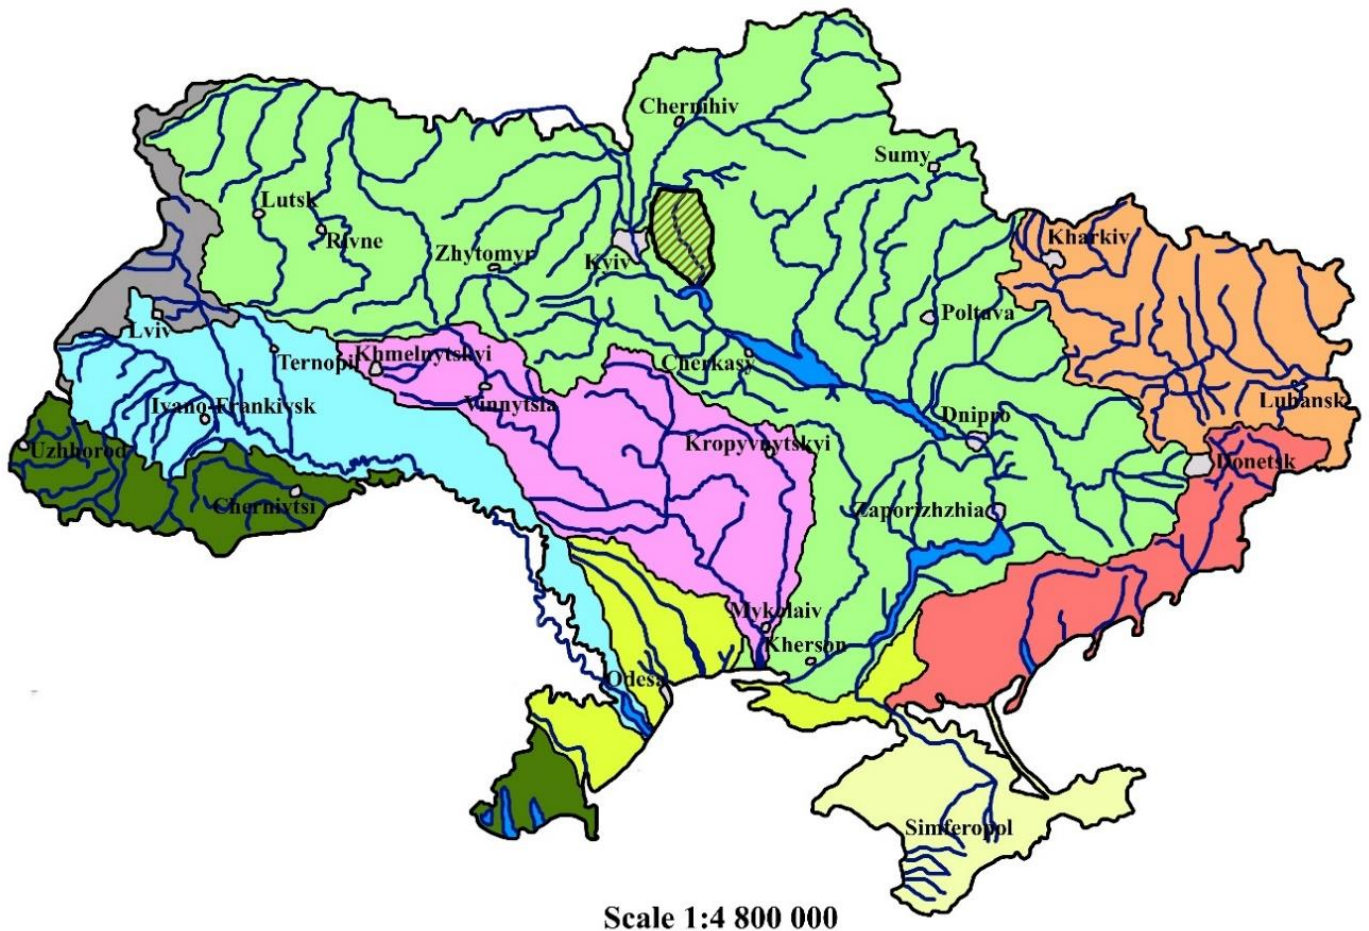 Chernihiv
Sumy
Lutsk
Rivne
Kharkiv
Zhytomyr
Kyiv
Poltava
Lviv
Ternopil
Khmelnytskyi
Cherkasy
Vinnytsia
Luhansk
Ivano-Frankivsk
Dnipro
Kropyvnytskyi
Uzhhorod
Donetsk
Chernivtsi
Zaporizhzhia
Mykolaiv
Kherson
Odesa
Simferopol
Scale 1:4 800 000